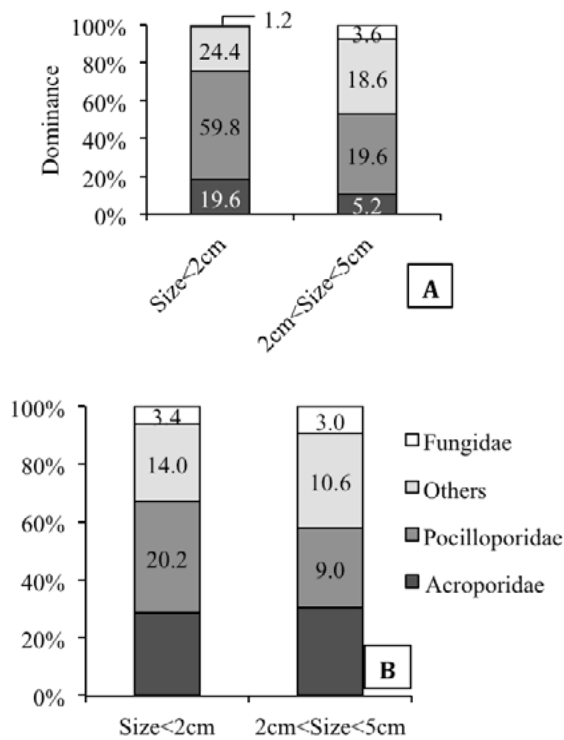 100%
80%
60%
40%
20%
0%
Dominance
1.2
24.4
59.8
19.6
3.6
18.6
19.6
5.2
Size<2cm
2cm<Size<5cm
A
100%
80%
60%
40%
20%
0%
3.4
14.0
20.2
3.0
10.6
9.0
Fungidae
Others
Pocilloporidae
Acroporidae
B
Size<2cm
2cm<Size<5cm